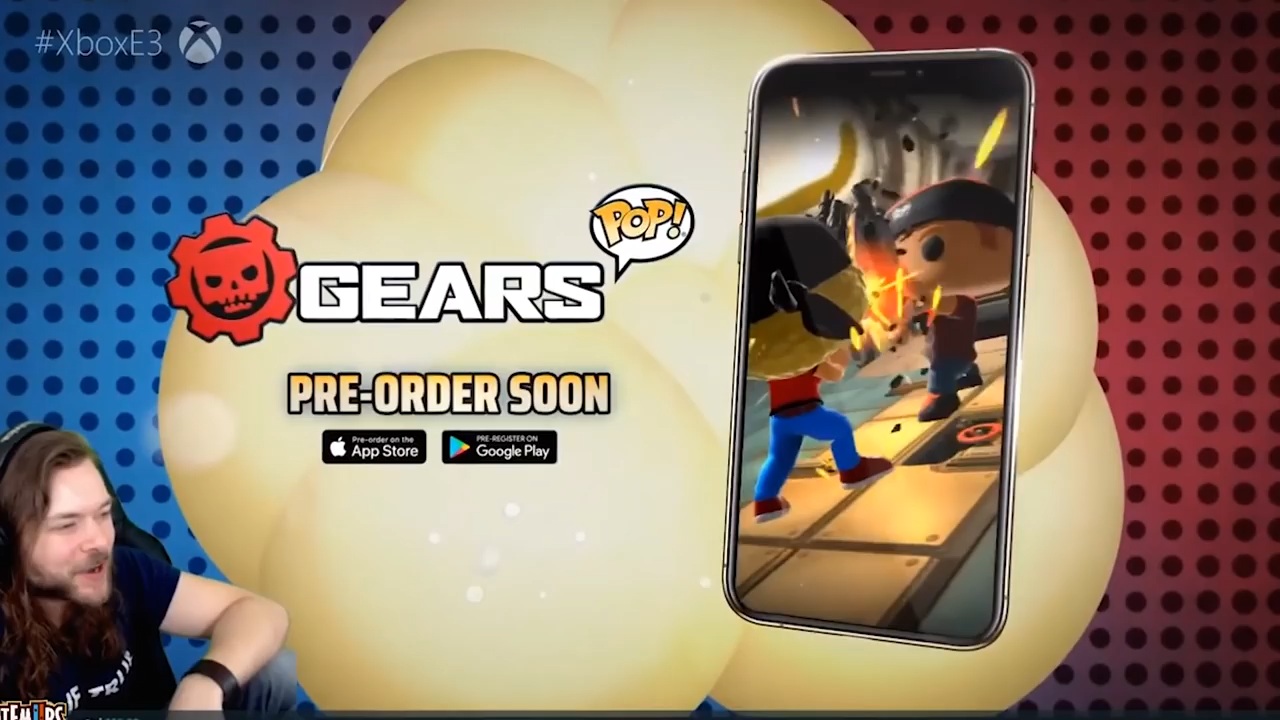 #XboxE3
POP!
GEARS
PRE-ORDER SOON
Pre-order on the
App Store
PRE-REGISTER ON
Google Play